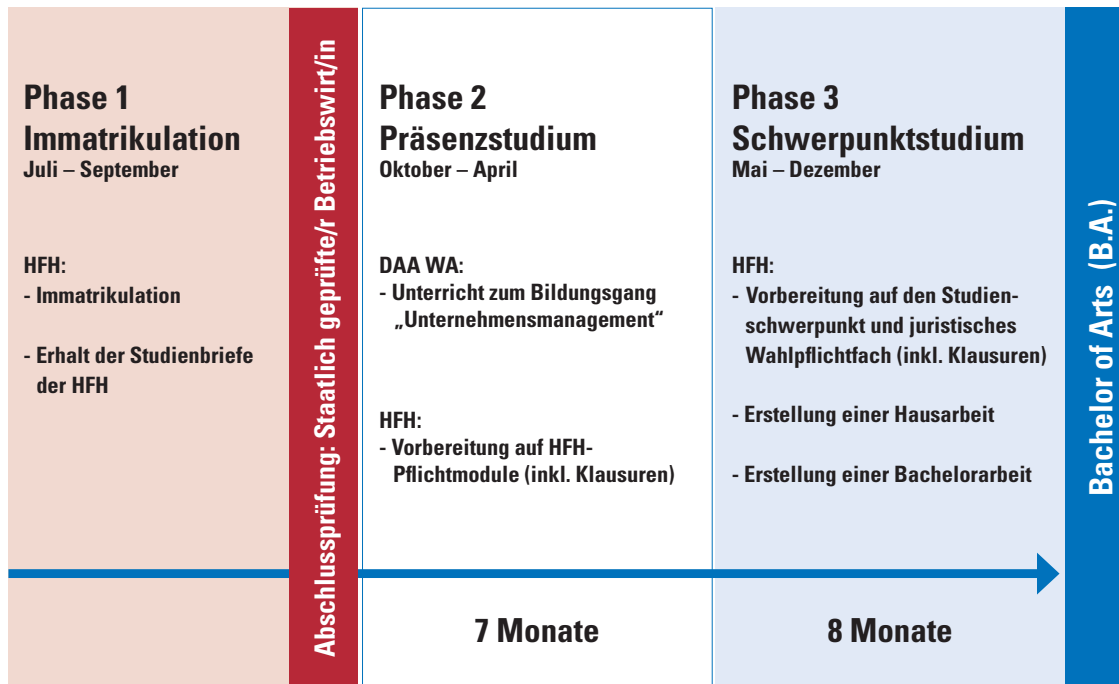 Phase 1
Immatrikulation
Juli – September
HFH:
- Immatrikulation
- Erhalt der Studienbriefe
der HFH
Abschlussprüfung: Staatlich geprüfte/r Betriebswirt/in
Phase 2
Präsenzstudium
Oktober – April
DAA WA:
- Unterricht zum Bildungsgang
„Unternehmensmanagement“
HFH:
- Vorbereitung auf HFH-
Pflichtmodule (inkl. Klausuren)
7 Monate
Phase 3
Schwerpunktstudium
Mai – Dezember
HFH:
- Vorbereitung auf den Studien-
schwerpunkt und juristisches
Wahlpflichtfach (inkl. Klausuren)
- Erstellung einer Hausarbeit
- Erstellung einer Bachelorarbeit
8 Monate
Bachelor of Arts (B.A.)